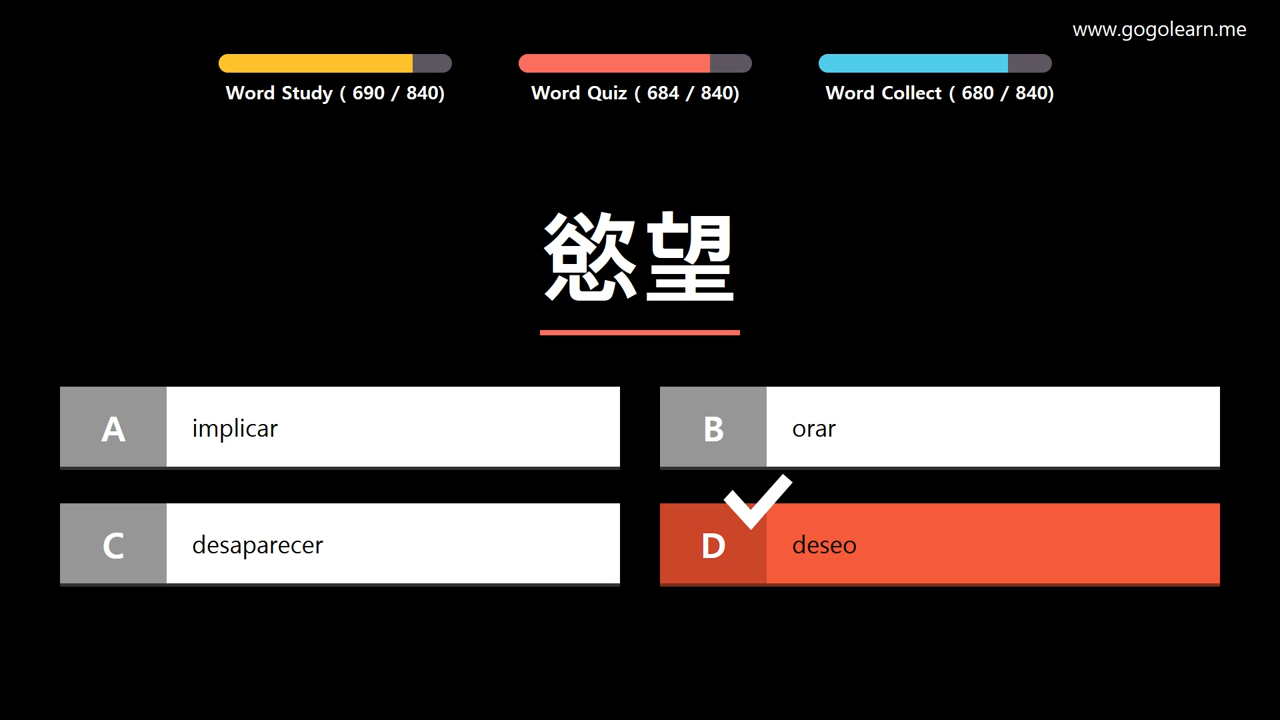 www.gogolearn.me
Word Study ( 690 / 840)
Word Quiz ( 684 / 840)
Word Collect ( 680 / 840)
慾望
A implicar
B orar
C desaparecer
D deseo